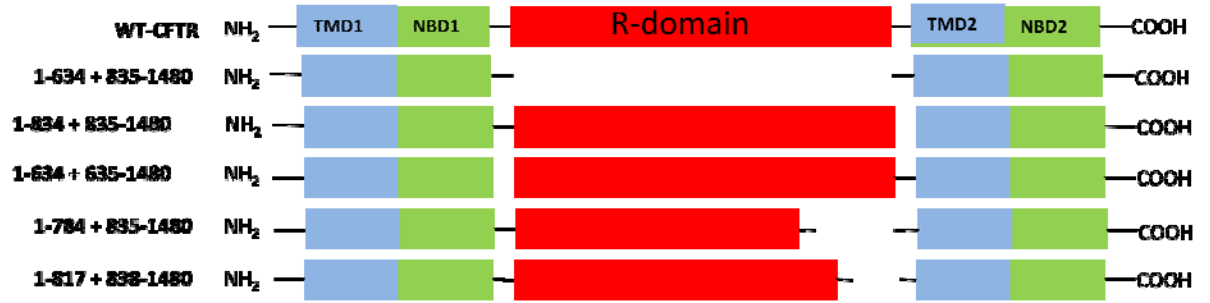 WT-CFTR NH2 TMD1 NBD1 R-domain TMD2 NBD2 COOH
1-634 + 835-1480 NH2 COOH
1-834 + 835-1480 NH2 COOH
1-634 + 635-1480 NH2 COOH
1-784 + 835-1480 NH2 COOH
1-817 + 838-1480 NH2 COOH